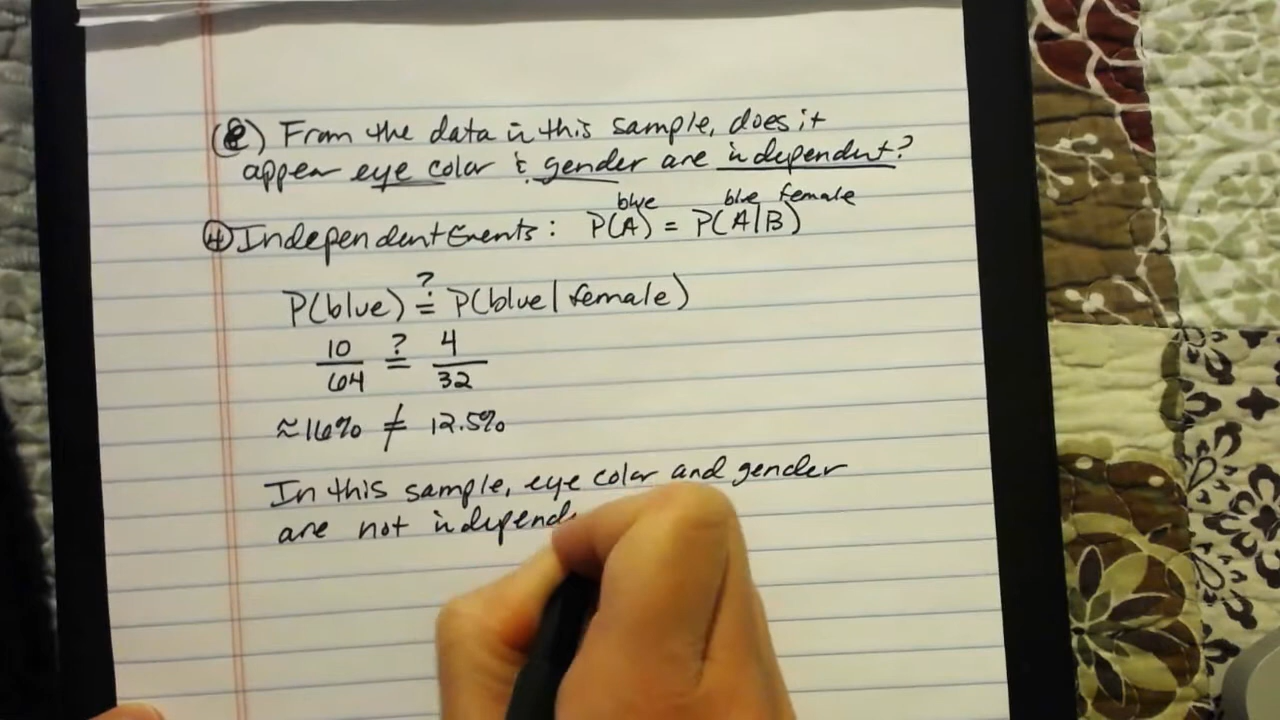 (e) From the data in this sample, does it
appear eye color & gender are independent?
blue blue female
④ Independent Events: P(A) = P(A|B)
P(blue) ≟ P(blue|female)
10/64 ≟ 4/32
≈16% ≠ 12.5%
In this sample, eye color and gender
are not independ